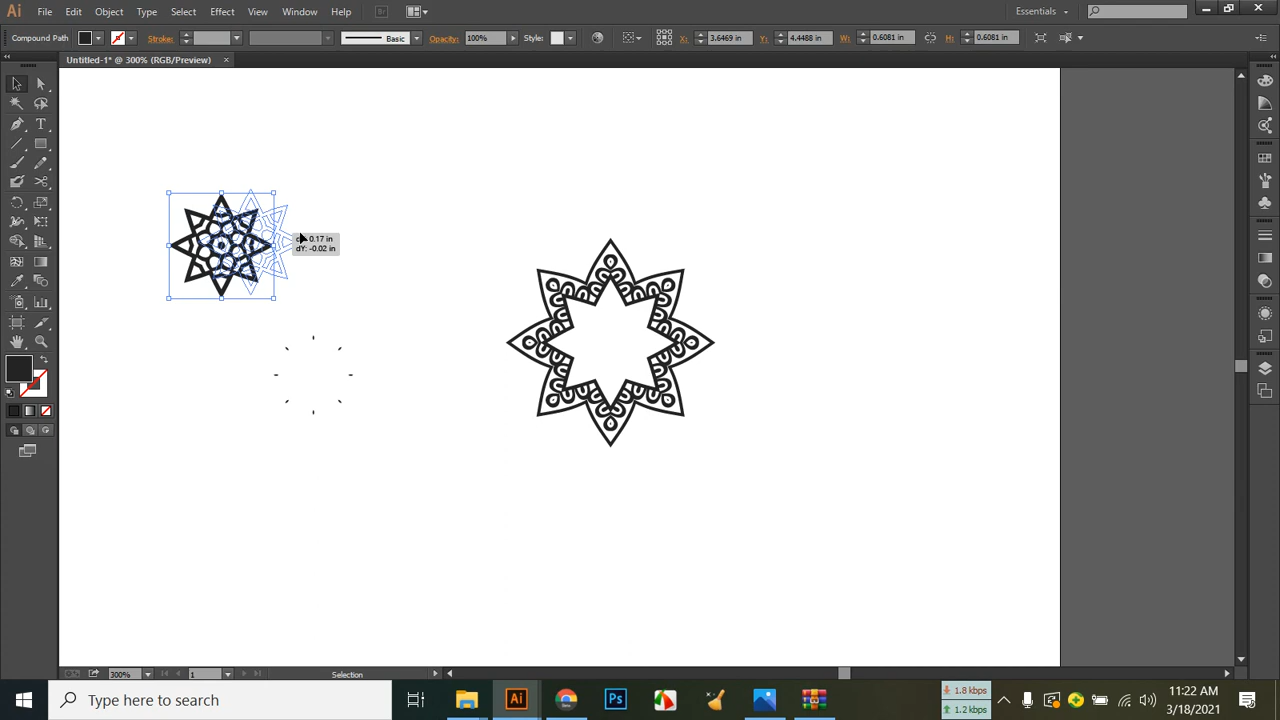 Ai File Edit Object Type Select Effect View Window Help Br Essentials
Compound Path Stroke: Basic Opacity: 100% Style: X: 3.6469 in Y: 4.4488 in W: 0.6081 in H: 0.6081 in
Untitled-1* @ 300% (RGB/Preview) ×
0.17 in
dY: -0.02 in
300% 1 Selection
Type here to search Ai Ps 1.8 kbps 11:22 AM
1.2 kbps 3/18/2021